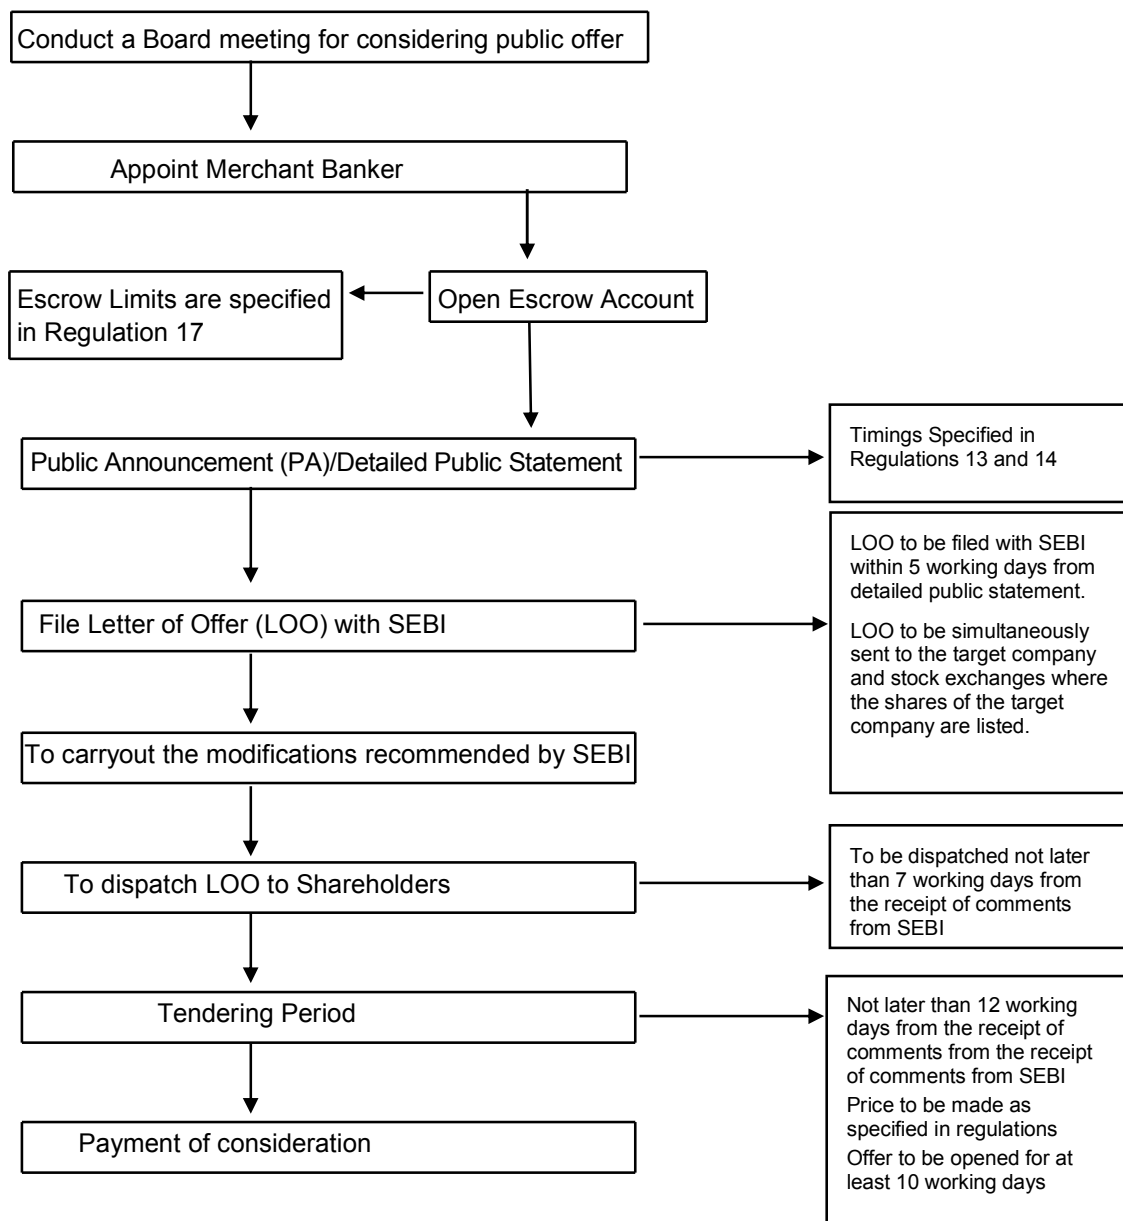 Conduct a Board meeting for considering public offer
Appoint Merchant Banker
Escrow Limits are specified
in Regulation 17
Open Escrow Account
Public Announcement (PA)/Detailed Public Statement
Timings Specified in
Regulations 13 and 14
File Letter of Offer (LOO) with SEBI
LOO to be filed with SEBI
within 5 working days from
detailed public statement.
LOO to be simultaneously
sent to the target company
and stock exchanges where
the shares of the target
company are listed.
To carryout the modifications recommended by SEBI
To dispatch LOO to Shareholders
To be dispatched not later
than 7 working days from
the receipt of comments
from SEBI
Tendering Period
Not later than 12 working
days from the receipt of
comments from the receipt
of comments from SEBI
Price to be made as
specified in regulations
Offer to be opened for at
least 10 working days
Payment of consideration